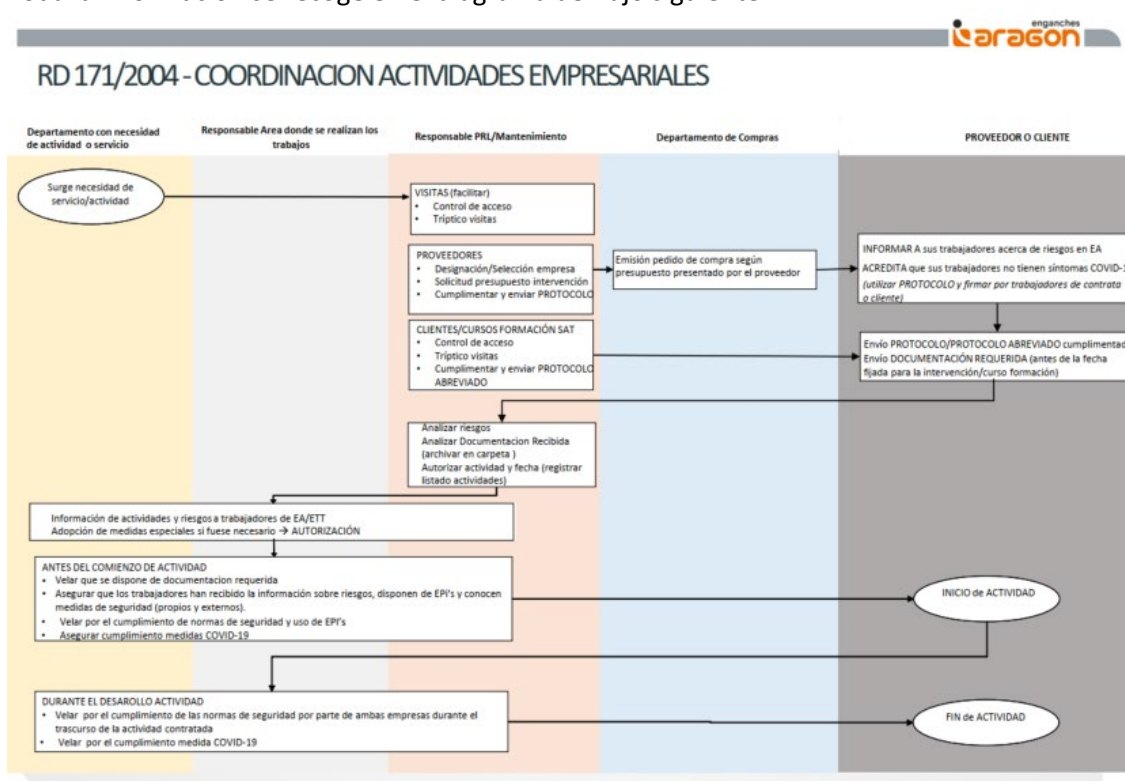 enganches
aragon
RD 171/2004 - COORDINACION ACTIVIDADES EMPRESARIALES
Departamento con necesidad
de actividad o servicio
Responsable Area donde se realizan los
trabajos
Responsable PRL/Mantenimiento
Departamento de Compras
PROVEEDOR O CLIENTE
Surge necesidad de
servicio/actividad
VISITAS (facilitar)
• Control de acceso
• Tríptico visitas
PROVEEDORES
• Designación/Selección empresa
• Solicitud presupuesto intervención
• Cumplimentar y enviar PROTOCOLO
Emisión pedido de compra según
presupuesto presentado por el proveedor
INFORMAR A sus trabajadores acerca de riesgos en EA
ACREDITA que sus trabajadores no tienen síntomas COVID-1
(utilizar PROTOCOLO y firmar por trabajadores de contrata
o cliente)
CLIENTES/CURSOS FORMACIÓN SAT
• Control de acceso
• Tríptico visitas
• Cumplimentar y enviar PROTOCOLO
ABREVIADO
Envío PROTOCOLO/PROTOCOLO ABREVIADO cumplimentad
Envío DOCUMENTACIÓN REQUERIDA (antes de la fecha
fijada para la intervención/curso formación)
Analizar riesgos
Analizar Documentacion Recibida
(archivar en carpeta )
Autorizar actividad y fecha (registrar
listado actividades)
Información de actividades y riesgos a trabajadores de EA/ETT
Adopción de medidas especiales si fuese necesario → AUTORIZACIÓN
ANTES DEL COMIENZO DE ACTIVIDAD
• Velar que se dispone de documentacion requerida
• Asegurar que los trabajadores han recibido la información sobre riesgos, disponen de EPI's y conocen
medidas de seguridad (propios y externos).
• Velar por el cumplimiento de normas de seguridad y uso de EPI's
• Asegurar cumplimiento medidas COVID-19
INICIO de ACTIVIDAD
DURANTE EL DESAROLLO ACTIVIDAD
• Velar por el cumplimiento de las normas de seguridad por parte de ambas empresas durante el
trascurso de la actividad contratada
• Velar por el cumplimiento medida COVID-19
FIN de ACTIVIDAD